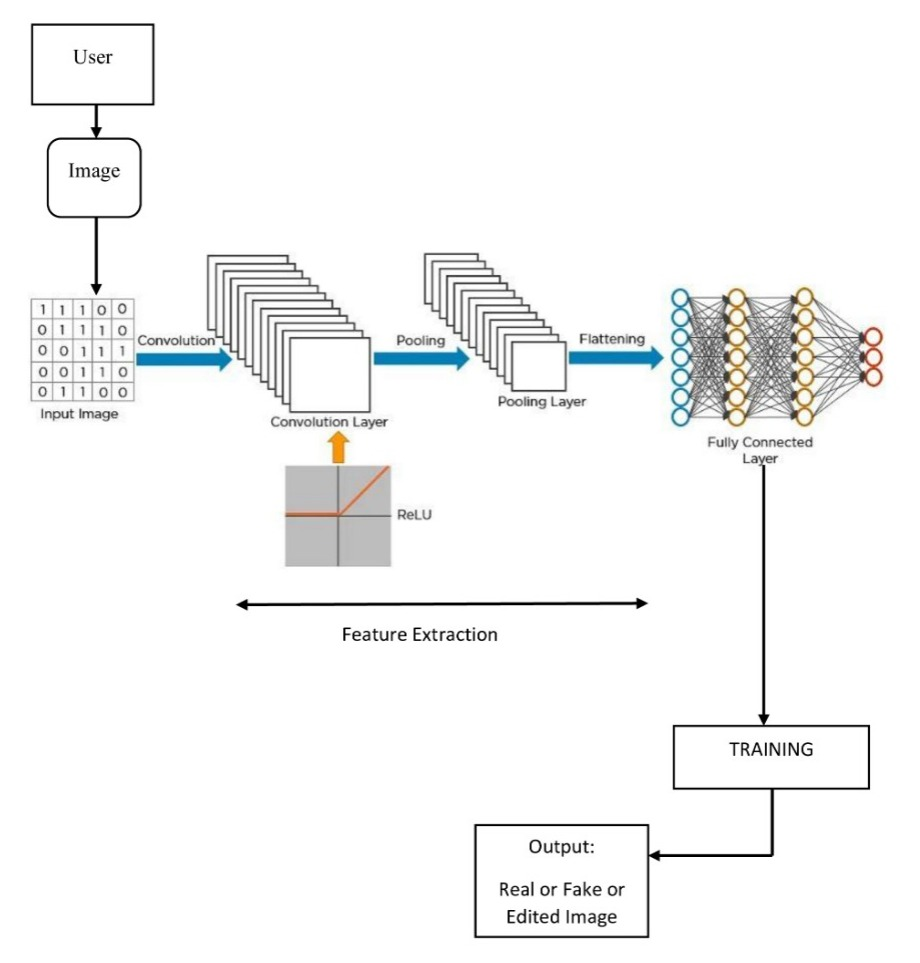 User
Image
1 1 1 0 0
0 1 1 1 0
0 0 1 1 1
0 0 1 1 0
0 1 1 0 0
Input Image
Convolution
Convolution Layer
ReLU
Pooling
Pooling Layer
Flattening
Fully Connected
Layer
Feature Extraction
TRAINING
Output:
Real or Fake or
Edited Image